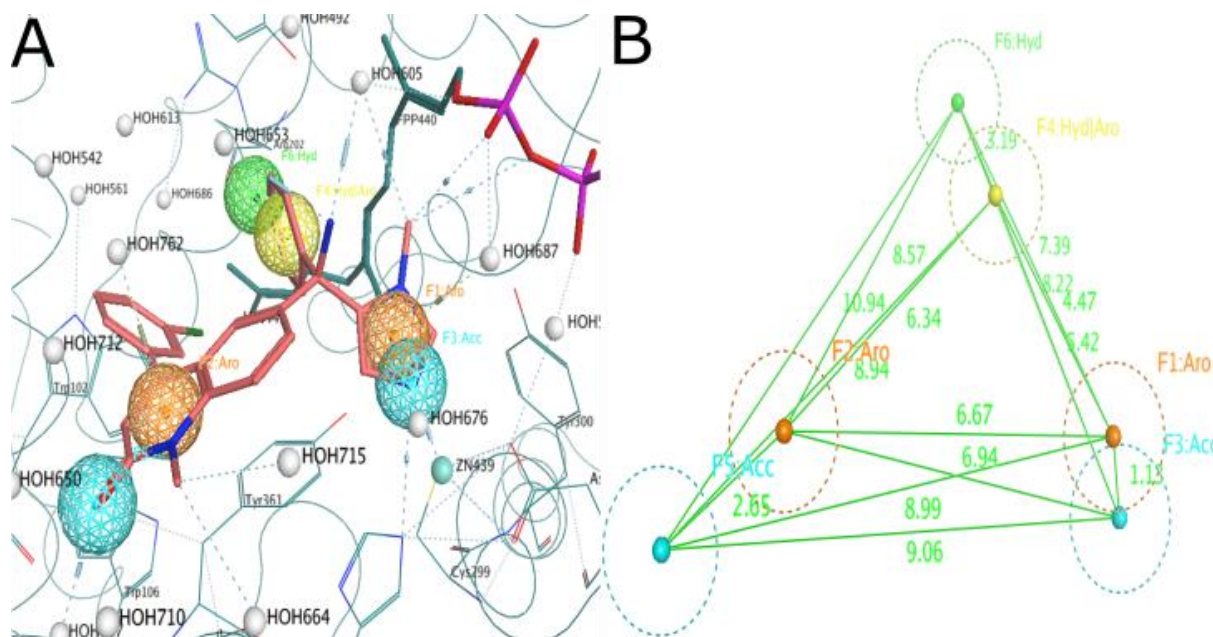 A
HOH492
HOH605
FPP440
HOH613
HOH653
Arg202
HOH542
F6:Hyd
HOH561
HOH686
F4:Hyd|Aro
HOH762
HOH687
F1:Aro
HOH712
F3:Acc
F2:Aro
Trp102
HOH676
Tyr300
HOH650
HOH715
ZN439
Tyr361
Cys299
Trp106
HOH710
HOH664
B
F6:Hyd
3.19
F4:Hyd|Aro
8.57
7.39
8.22
10.94
4.47
6.34
5.42
F2:Aro
8.94
F1:Aro
6.67
F3:Acc
F5:Acc
6.94
1.13
2.65
8.99
9.06